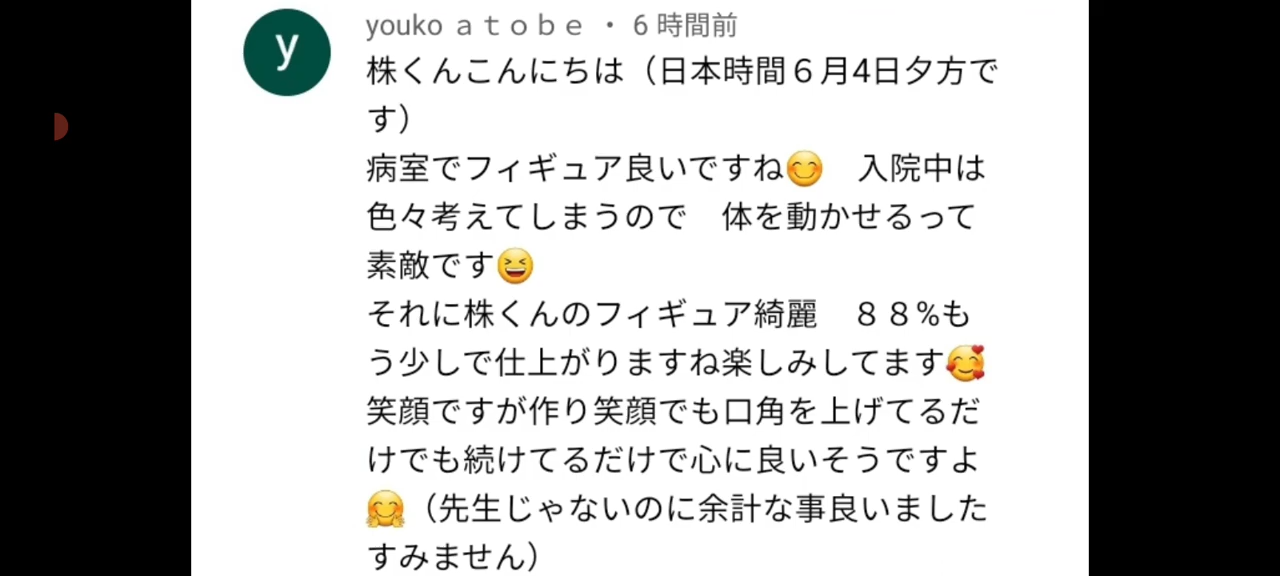 y
youko ａｔｏｂｅ ・ 6 時間前
株くんこんにちは（日本時間６月4日夕方で
す）
病室でフィギュア良いですね😊　入院中は
色々考えてしまうので　体を動かせるって
素敵です😆
それに株くんのフィギュア綺麗　８８%も
う少しで仕上がりますね楽しみしてます🥰
笑顔ですが作り笑顔でも口角を上げてるだ
けでも続けてるだけで心に良いそうですよ
🤗（先生じゃないのに余計な事良いました
すみません）